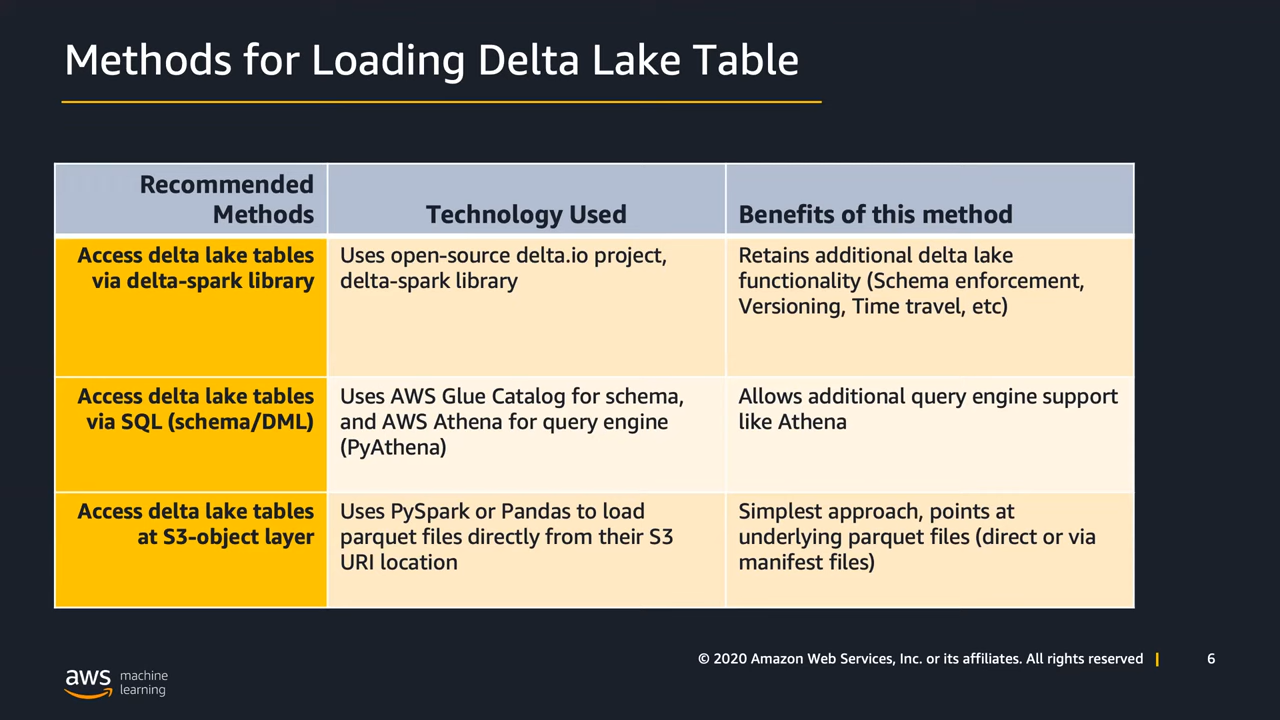 Methods for Loading Delta Lake Table
Recommended
Methods
Technology Used
Benefits of this method
Access delta lake tables
via delta-spark library
Uses open-source delta.io project,
delta-spark library
Retains additional delta lake
functionality (Schema enforcement,
Versioning, Time travel, etc)
Access delta lake tables
via SQL (schema/DML)
Uses AWS Glue Catalog for schema,
and AWS Athena for query engine
(PyAthena)
Allows additional query engine support
like Athena
Access delta lake tables
at S3-object layer
Uses PySpark or Pandas to load
parquet files directly from their S3
URI location
Simplest approach, points at
underlying parquet files (direct or via
manifest files)
© 2020 Amazon Web Services, Inc. or its affiliates. All rights reserved |
6
aws
machine
learning